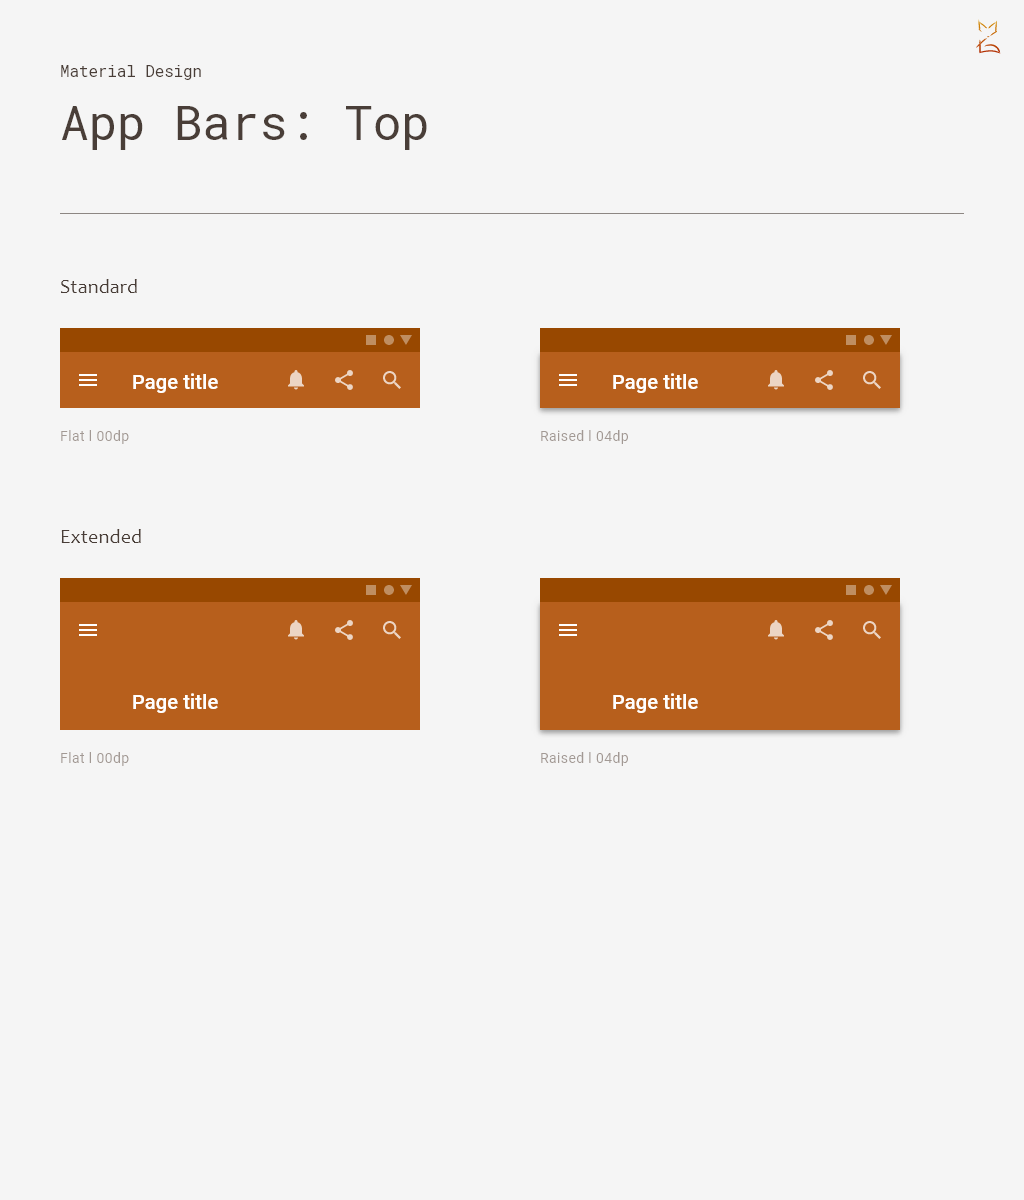 Material Design
App Bars: Top
Standard
Page title
Page title
Flat l 00dp
Raised l 04dp
Extended
Page title
Page title
Flat l 00dp
Raised l 04dp